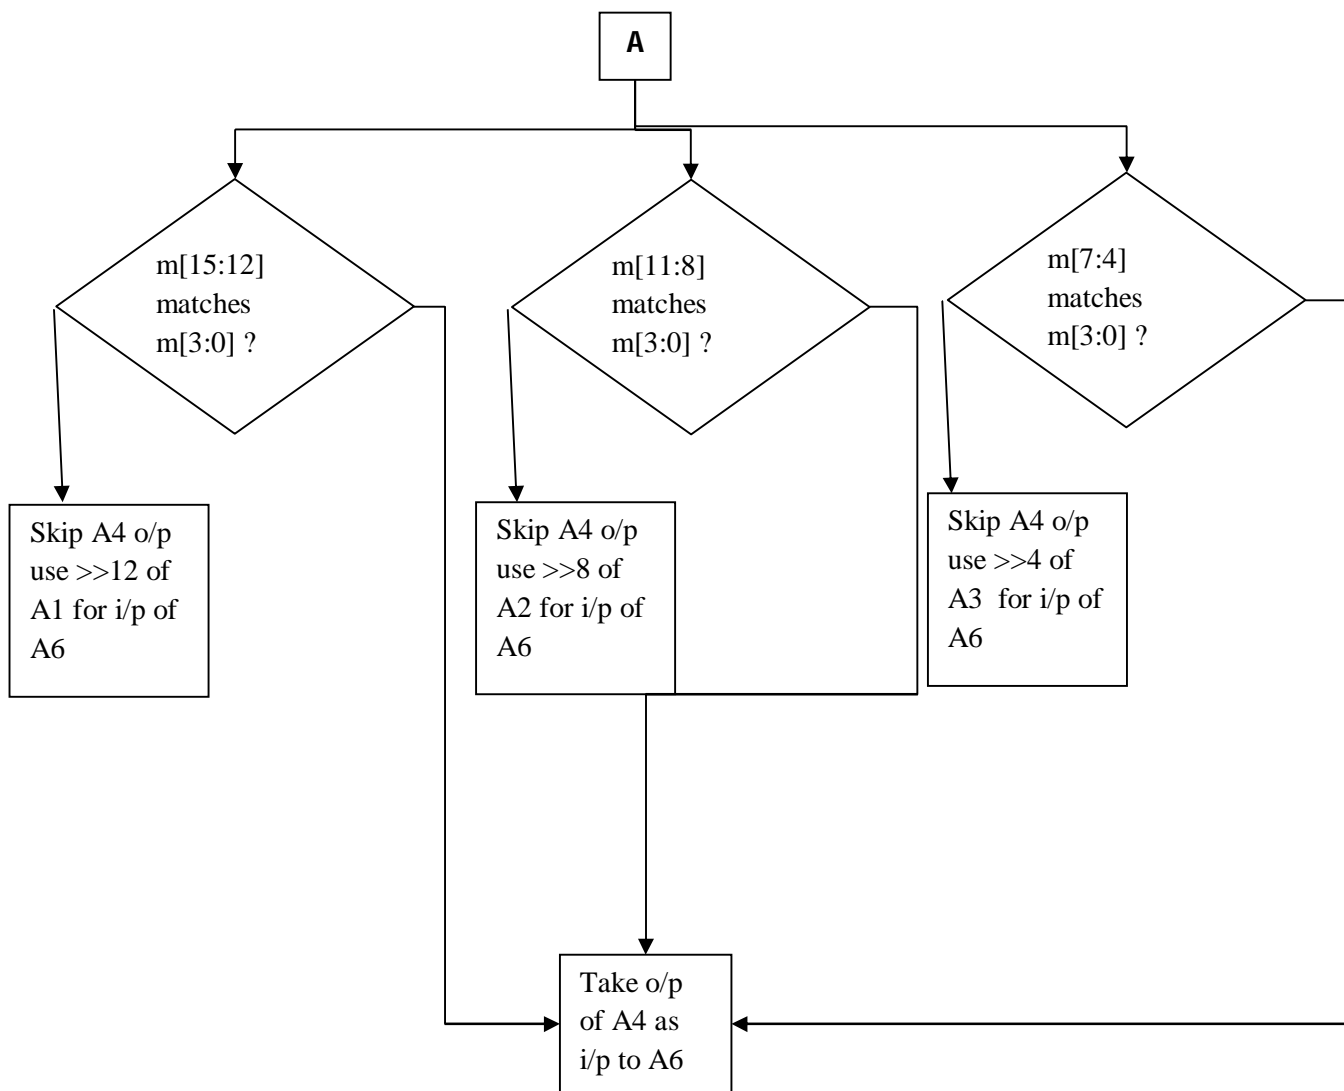 A
m[15:12]
matches
m[3:0] ?
m[11:8]
matches
m[3:0] ?
m[7:4]
matches
m[3:0] ?
Skip A4 o/p
use >>12 of
A1 for i/p of
A6
Skip A4 o/p
use >>8 of
A2 for i/p of
A6
Skip A4 o/p
use >>4 of
A3  for i/p of
A6
Take o/p
of A4 as
i/p to A6